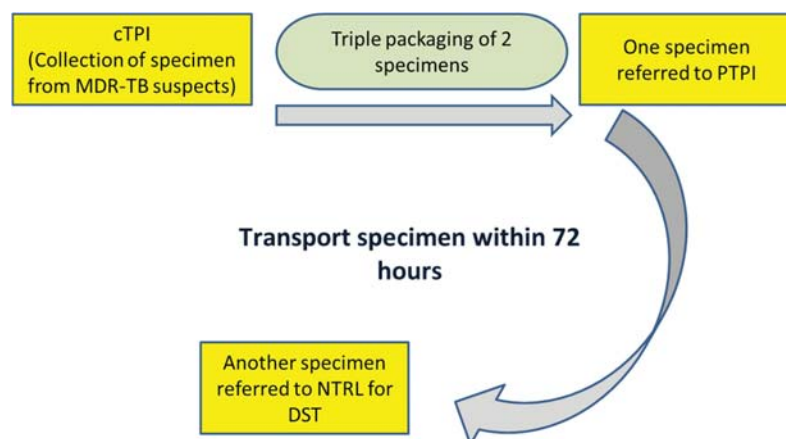 cTPI
(Collection of specimen
from MDR-TB suspects)
Triple packaging of 2
specimens
One specimen
referred to PTPI
Transport specimen within 72
hours
Another specimen
referred to NTRL for
DST